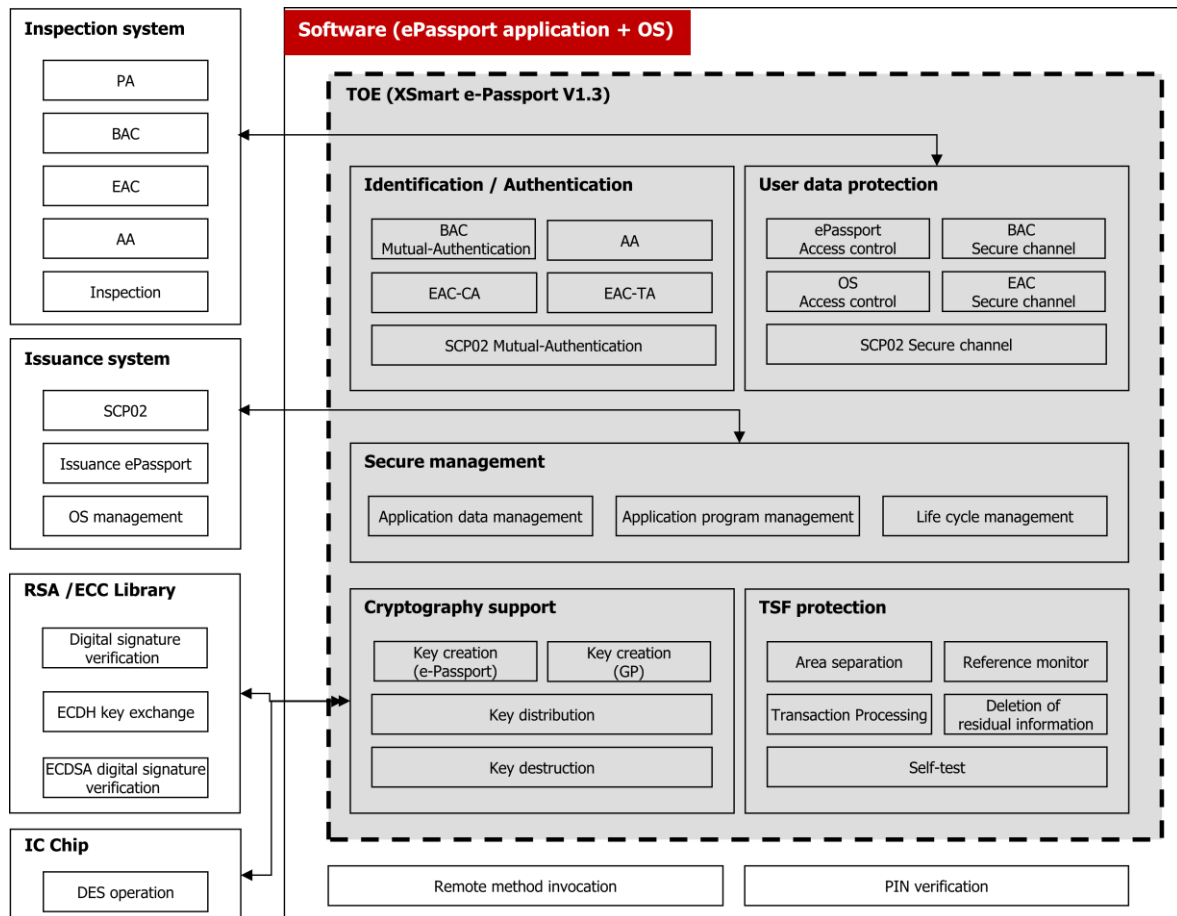 Inspection system
PA
BAC
EAC
AA
Inspection
Issuance system
SCP02
Issuance ePassport
OS management
RSA /ECC Library
Digital signature
verification
ECDH key exchange
ECDSA digital signature
verification
IC Chip
DES operation
Software (ePassport application + OS)
TOE (XSmart e-Passport V1.3)
Identification / Authentication
BAC
Mutual-Authentication
AA
EAC-CA
EAC-TA
SCP02 Mutual-Authentication
User data protection
ePassport
Access control
BAC
Secure channel
OS
Access control
EAC
Secure channel
SCP02 Secure channel
Secure management
Application data management
Application program management
Life cycle management
Cryptography support
Key creation
(e-Passport)
Key creation
(GP)
Key distribution
Key destruction
TSF protection
Area separation
Reference monitor
Transaction Processing
Deletion of
residual information
Self-test
Remote method invocation
PIN verification